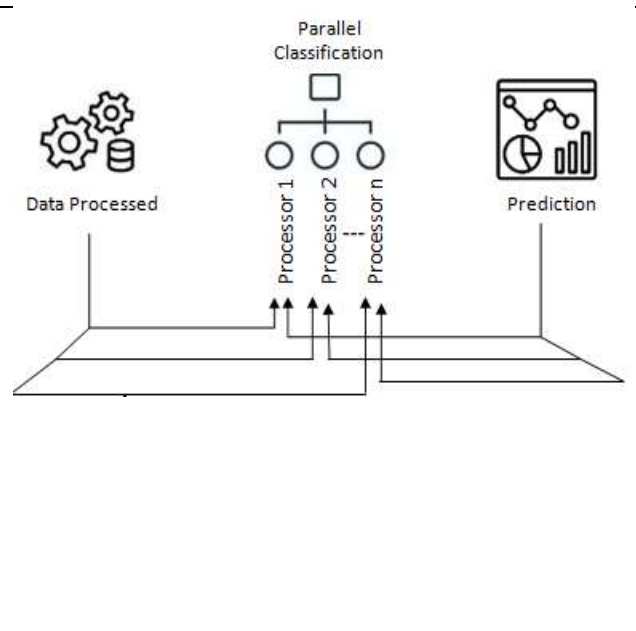 Parallel
Classification
Data Processed
Processor 1
Processor 2
---
Processor n
Prediction